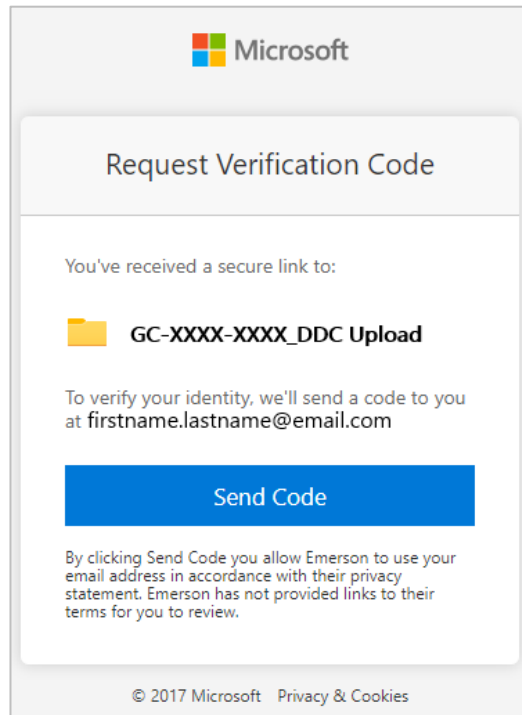 Microsoft
Request Verification Code
You've received a secure link to:
GC-XXXX-XXXX_DDC Upload
To verify your identity, we'll send a code to you
at firstname.lastname@email.com
Send Code
By clicking Send Code you allow Emerson to use your
email address in accordance with their privacy
statement. Emerson has not provided links to their
terms for you to review.
© 2017 Microsoft Privacy & Cookies